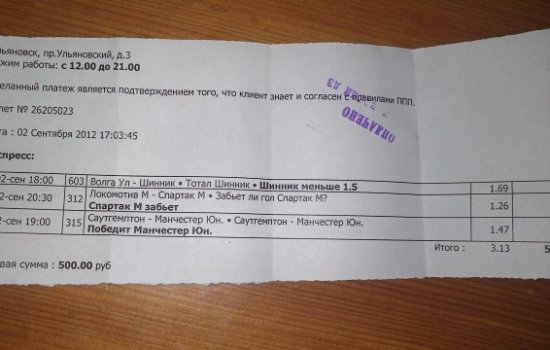 льяновск, пр.Ульяновский, д.3
жим работы: с 12.00 до 21.00
еланный платеж является подтверждением того, что клиент знает и согласен с правилами ППП.
лет № 26205023
та : 02 Сентября 2012 17:03:45
ОПЛАЧЕНО
спресс:
2-сен 18:00 603 Волга Ул - Шинник • Тотал Шинник • Шинник меньше 1.5 1.69
2-сен 20:30 312 Локомотив М - Спартак М • Забьет ли гол Спартак М?
Спартак М забьет 1.26
2-сен 19:00 315 Саутгемптон - Манчестер Юн. • Саутгемптон - Манчестер Юн.
Победит Манчестер Юн. 1.47
Итого : 3.13 5
вая сумма : 500.00 руб